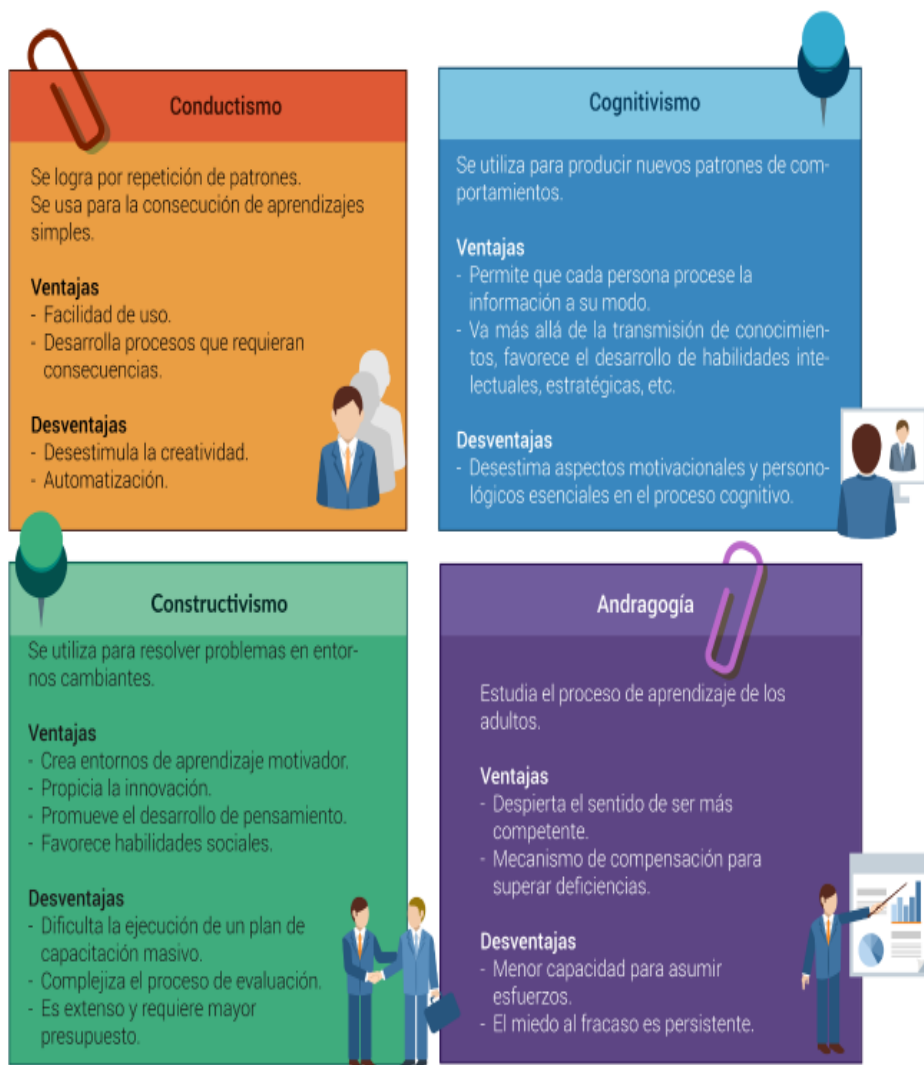 Conductismo
Se logra por repetición de patrones.
Se usa para la consecución de aprendizajes
simples.
Ventajas
- Facilidad de uso.
- Desarrolla procesos que requieran
consecuencias.
Desventajas
- Desestimula la creatividad.
- Automatización.
Cognitivismo
Se utiliza para producir nuevos patrones de com-
portamientos.
Ventajas
- Permite que cada persona procese la
información a su modo.
- Va más allá de la transmisión de conocimien-
tos, favorece el desarrollo de habilidades inte-
lectuales, estratégicas, etc.
Desventajas
- Desestima aspectos motivacionales y persono-
lógicos esenciales en el proceso cognitivo.
Constructivismo
Se utiliza para resolver problemas en entor-
nos cambiantes.
Ventajas
- Crea entornos de aprendizaje motivador.
- Propicia la innovación.
- Promueve el desarrollo de pensamiento.
- Favorece habilidades sociales.
Desventajas
- Dificulta la ejecución de un plan de
capacitación masivo.
- Complejiza el proceso de evaluación.
- Es extenso y requiere mayor
presupuesto.
Andragogía
Estudia el proceso de aprendizaje de los
adultos.
Ventajas
- Despierta el sentido de ser más
competente.
- Mecanismo de compensación para
superar deficiencias.
Desventajas
- Menor capacidad para asumir
esfuerzos.
- El miedo al fracaso es persistente.